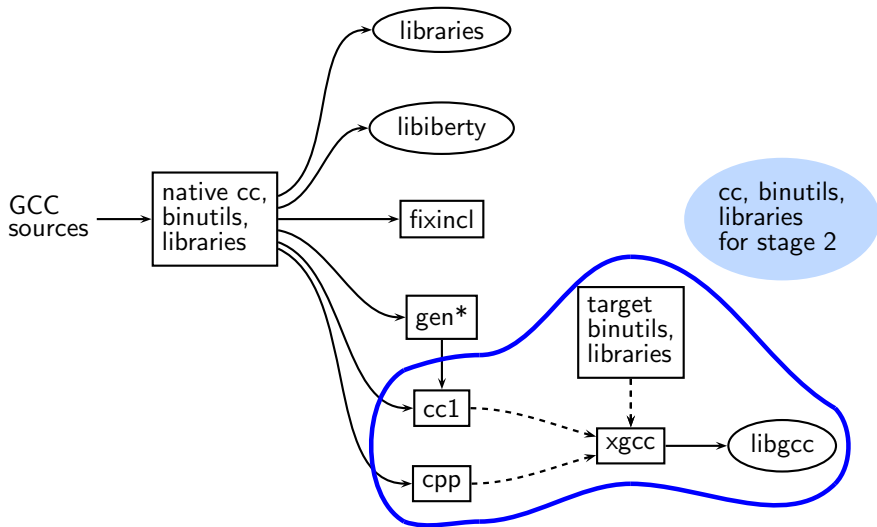 libraries
libiberty
GCC
sources
native cc,
binutils,
libraries
fixincl
cc, binutils,
libraries
for stage 2
gen*
target
binutils,
libraries
cc1
xgcc
libgcc
cpp